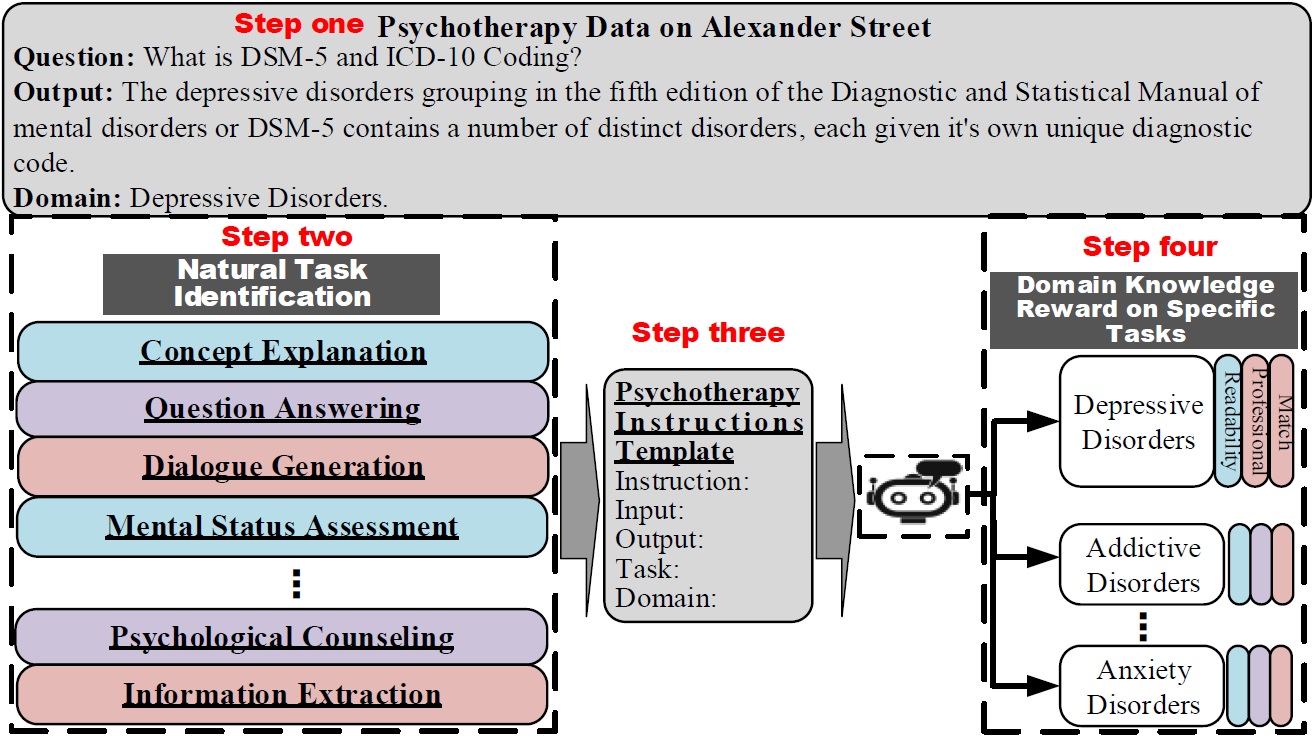 Step one Psychotherapy Data on Alexander Street
Question: What is DSM-5 and ICD-10 Coding?
Output: The depressive disorders grouping in the fifth edition of the Diagnostic and Statistical Manual of
mental disorders or DSM-5 contains a number of distinct disorders, each given it's own unique diagnostic
code.
Domain: Depressive Disorders.
Step two
Natural Task
Identification
Concept Explanation
Question Answering
Dialogue Generation
Mental Status Assessment
Psychological Counseling
Information Extraction
Step three
Psychotherapy
Instructions
Template
Instruction:
Input:
Output:
Task:
Domain:
Step four
Domain Knowledge
Reward on Specific
Tasks
Depressive
Disorders
Readability
Professional
Match
Addictive
Disorders
Anxiety
Disorders